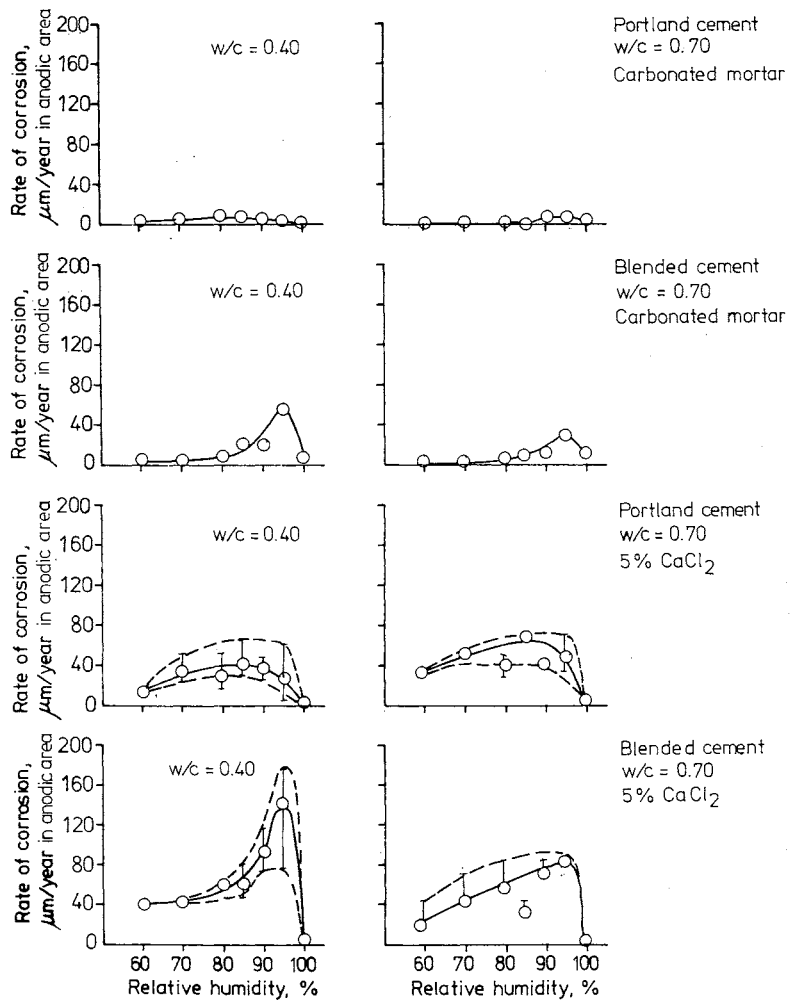 Rate of corrosion,
µm/year in anodic area
200
160
120
80
40
0
w/c = 0.40
Portland cement
w/c = 0.70
Carbonated mortar
Rate of corrosion,
µm/year in anodic area
200
160
120
80
40
0
w/c = 0.40
Blended cement
w/c = 0.70
Carbonated mortar
Rate of corrosion,
µm/year in anodic area
200
160
120
80
40
0
w/c = 0.40
Portland cement
w/c = 0.70
5% CaCl2
Rate of corrosion,
µm/year in anodic area
200
160
120
80
40
0
w/c = 0.40
Blended cement
w/c = 0.70
5% CaCl2
60 70 80 90 100
Relative humidity, %
60 70 80 90 100
Relative humidity, %